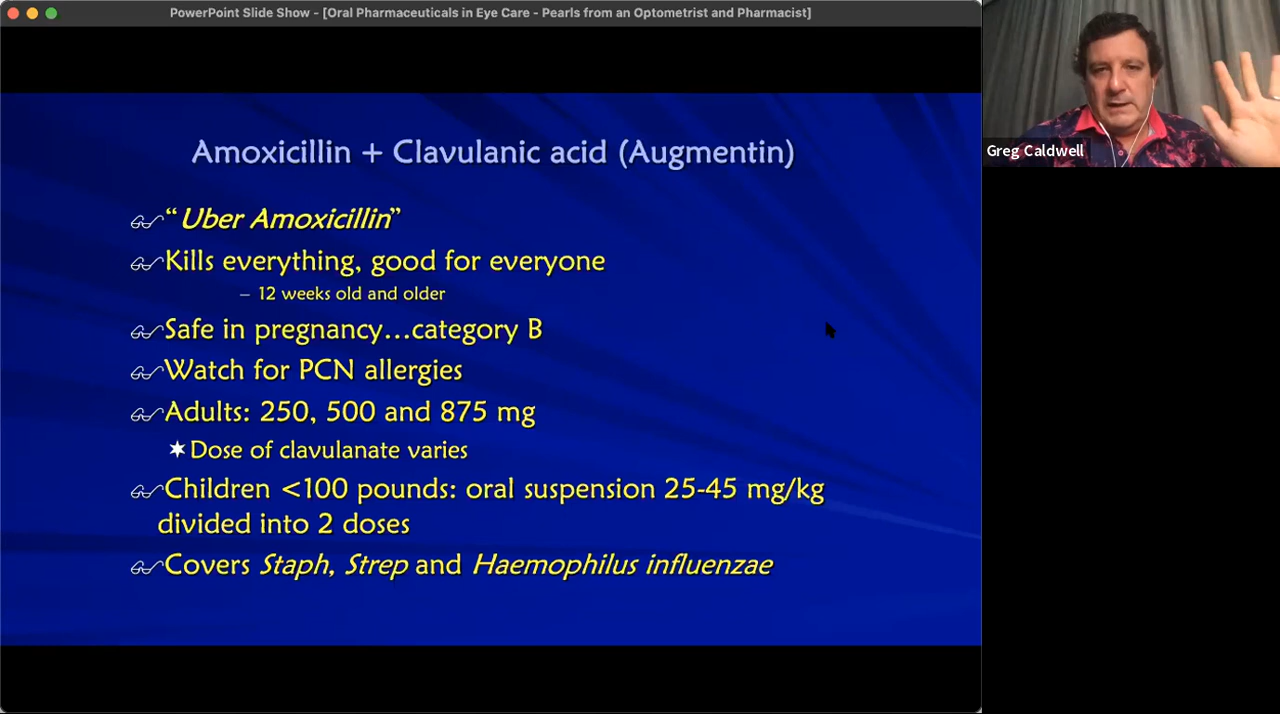 PowerPoint Slide Show - [Oral Pharmaceuticals in Eye Care - Pearls from an Optometrist and Pharmacist]
Greg Caldwell
Amoxicillin + Clavulanic acid (Augmentin)
“Uber Amoxicillin”
Kills everything, good for everyone
– 12 weeks old and older
Safe in pregnancy...category B
Watch for PCN allergies
Adults: 250, 500 and 875 mg
Dose of clavulanate varies
Children <100 pounds: oral suspension 25-45 mg/kg
divided into 2 doses
Covers Staph, Strep and Haemophilus influenzae